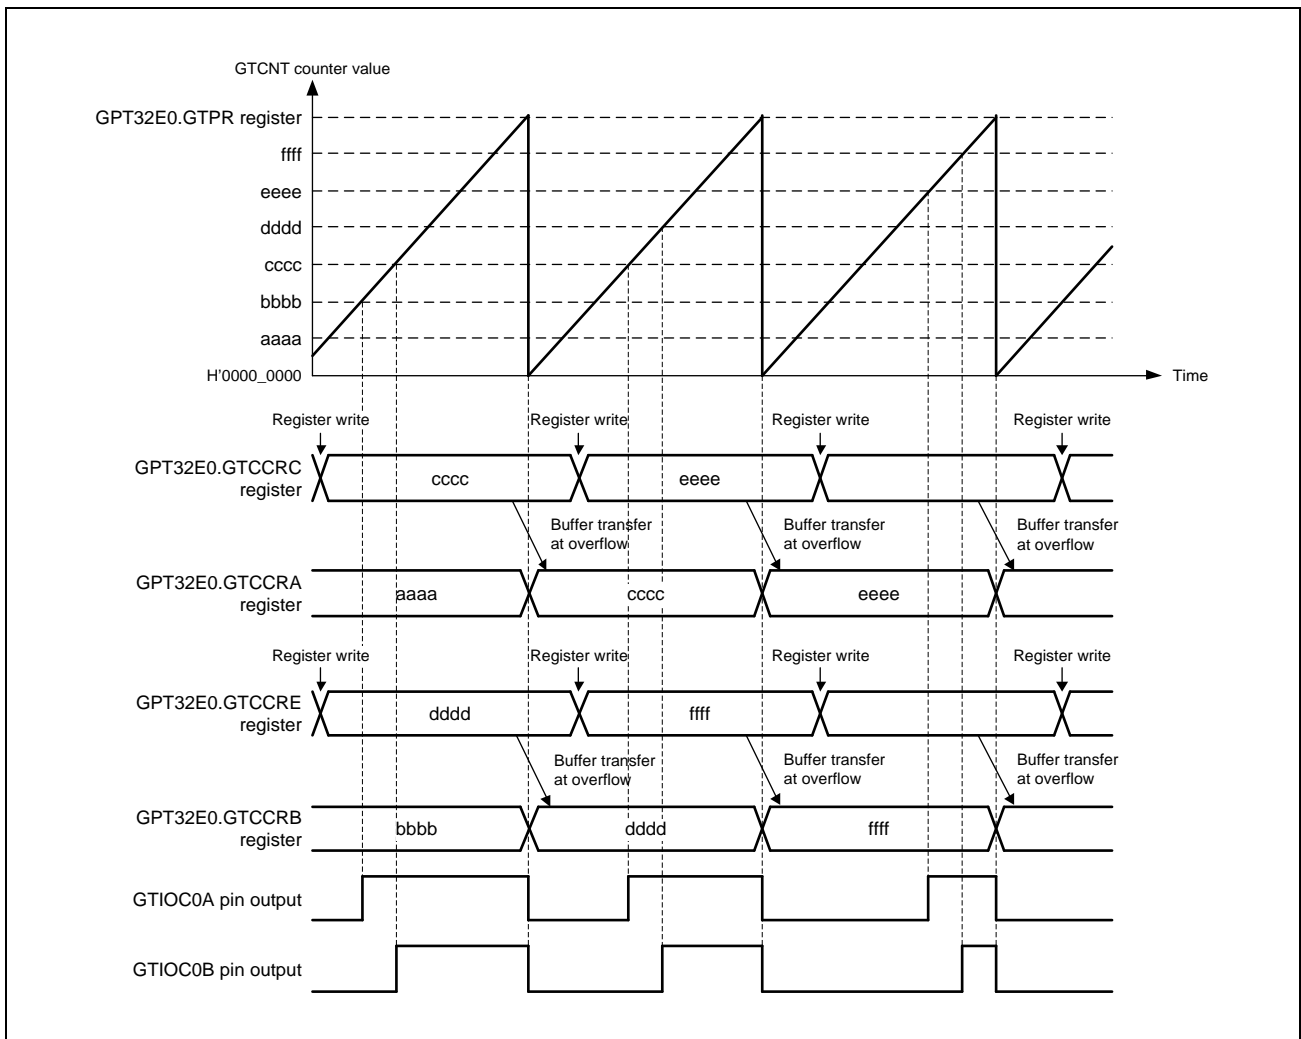 GTCNT counter value
GPT32E0.GTPR register
ffff
eeee
dddd
cccc
bbbb
aaaa
H'0000_0000
Time
Register write Register write Register write Register write
GPT32E0.GTCCRC
register
cccc eeee
Buffer transfer
at overflow
Buffer transfer
at overflow
Buffer transfer
at overflow
GPT32E0.GTCCRA
register
aaaa cccc eeee
Register write Register write Register write Register write
GPT32E0.GTCCRE
register
dddd ffff
Buffer transfer
at overflow
Buffer transfer
at overflow
Buffer transfer
at overflow
GPT32E0.GTCCRB
register
bbbb dddd ffff
GTIOC0A pin output
GTIOC0B pin output